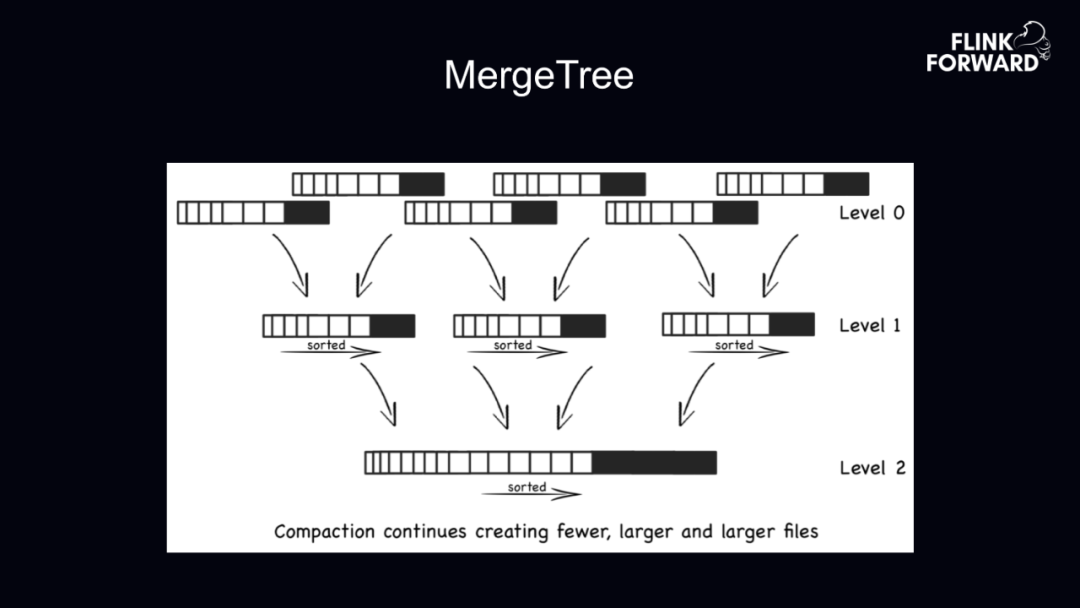 FLINK
FORWARD
MergeTree
Level 0
Level 1
sorted
sorted
sorted
Level 2
sorted
Compaction continues creating fewer, larger and larger files